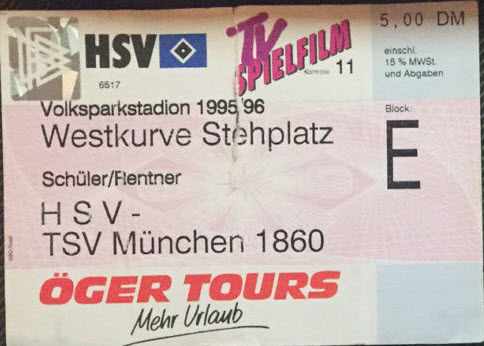 HSV
6517
TV
SPIELFILM
Kontrolle 11
5,00 DM
einschl.
15 % MWSt.
und Abgaben
Volksparkstadion 1995/96
Westkurve Stehplatz
Block:
E
Schüler/Rentner
H S V -
TSV München 1860
ÖGER TOURS
Mehr Urlaub